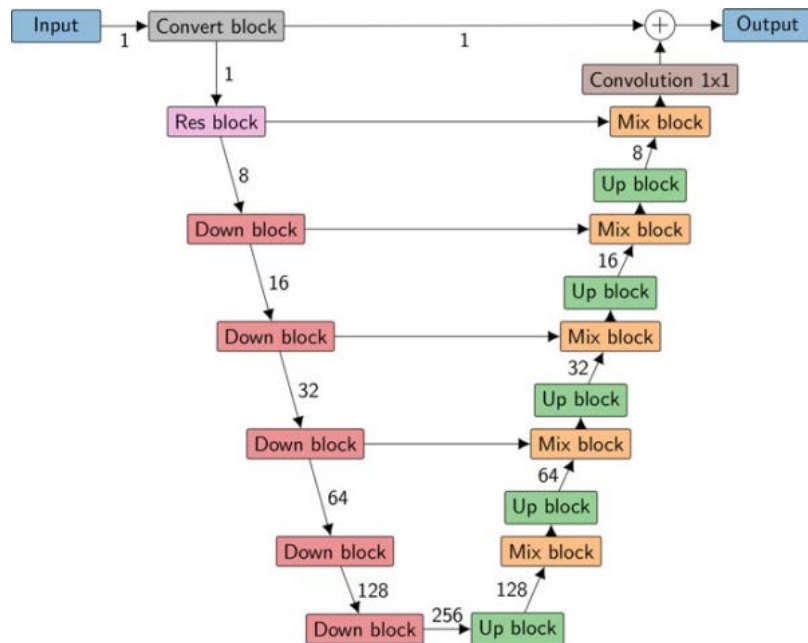 Input
1
Convert block
1
+
Output
1
Convolution 1x1
Res block
Mix block
8
8
Up block
Down block
Mix block
16
16
Up block
Down block
Mix block
32
32
Up block
Down block
Mix block
64
64
Up block
Down block
Mix block
128
128
256
Down block
Up block